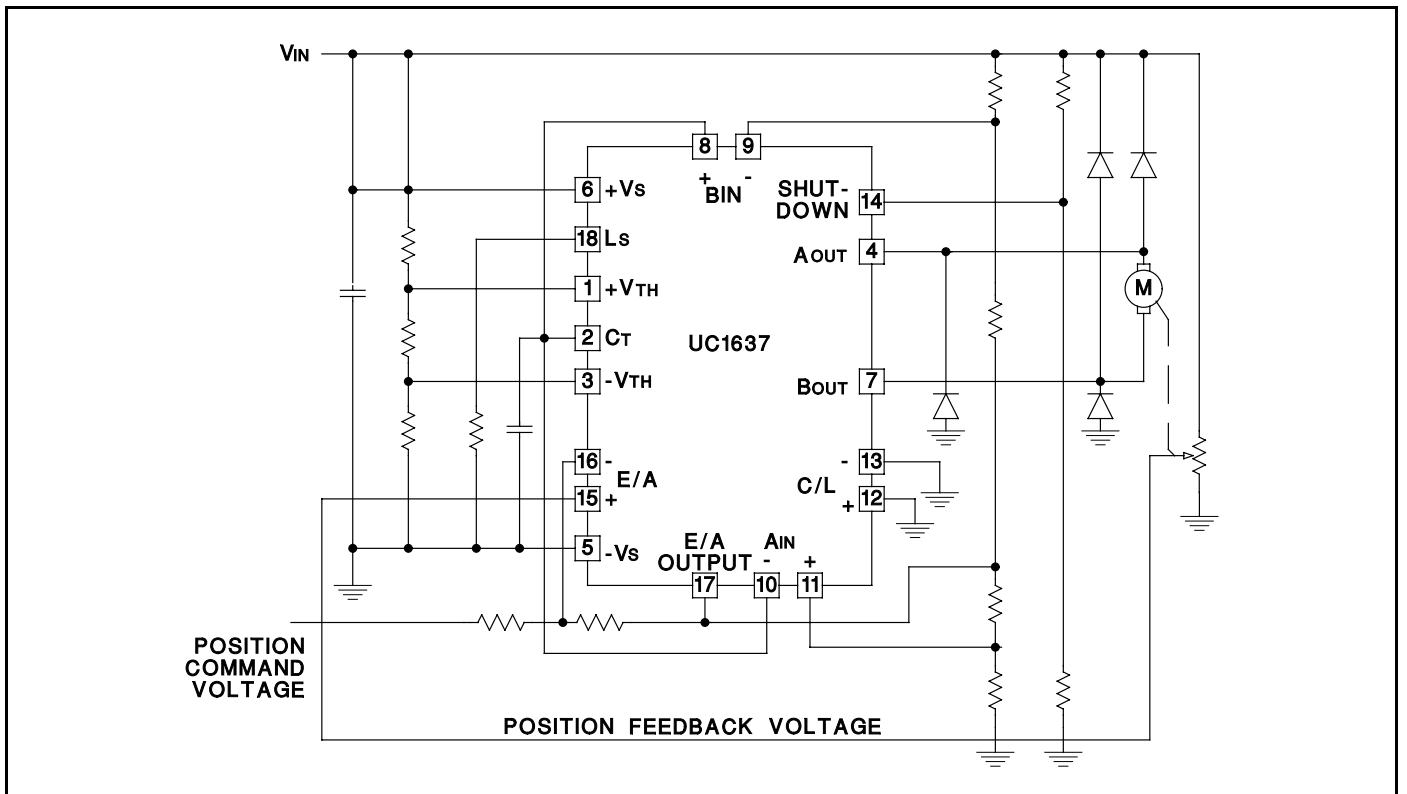 VIN
8
9
+ -
BIN
6 +VS
SHUT-
DOWN 14
18 LS
AOUT 4
1 +VTH
M
2 CT
UC1637
3 -VTH
BOUT 7
16 -
E/A
15 +
- 13
C/L
+ 12
5 -VS
E/A
OUTPUT
AIN
- +
17
10
11
POSITION
COMMAND
VOLTAGE
POSITION FEEDBACK VOLTAGE